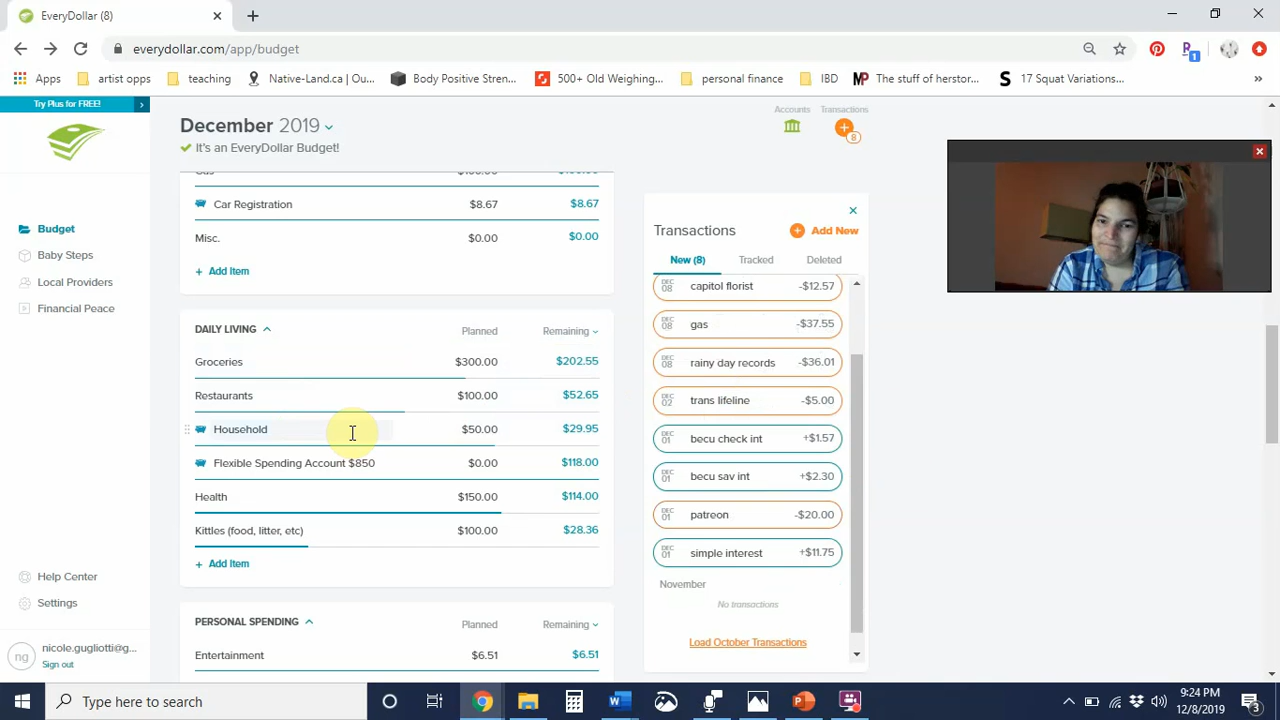 EveryDollar (8)
everydollar.com/app/budget
1
Apps
artist opps
teaching
Native-Land.ca | Ou...
Body Positive Stren...
500+ Old Weighing...
personal finance
IBD
MP
The stuff of herstor...
S
17 Squat Variations...
»
Try Plus for FREE!
Budget
Baby Steps
Local Providers
Financial Peace
Help Center
Settings
ng
nicole.gugliotti@g...
Sign out
December 2019
It's an EveryDollar Budget!
Accounts
Transactions
8
Gas $100.00
Car Registration $8.67 $8.67
Misc. $0.00 $0.00
+ Add Item
DAILY LIVING Planned Remaining
Groceries $300.00 $202.55
Restaurants $100.00 $52.65
Household $50.00 $29.95
Flexible Spending Account $850 $0.00 $118.00
Health $150.00 $114.00
Kittles (food, litter, etc) $100.00 $28.36
+ Add Item
PERSONAL SPENDING Planned Remaining
Entertainment $6.51 $6.51
Transactions
+ Add New
New (8) Tracked Deleted
DEC 08 capitol florist -$12.57
DEC 08 gas -$37.55
DEC 08 rainy day records -$36.01
DEC 02 trans lifeline -$5.00
DEC 01 becu check int +$1.57
DEC 01 becu sav int +$2.30
DEC 01 patreon -$20.00
DEC 01 simple interest +$11.75
November
No transactions
Load October Transactions
Type here to search
9:24 PM
12/8/2019
3